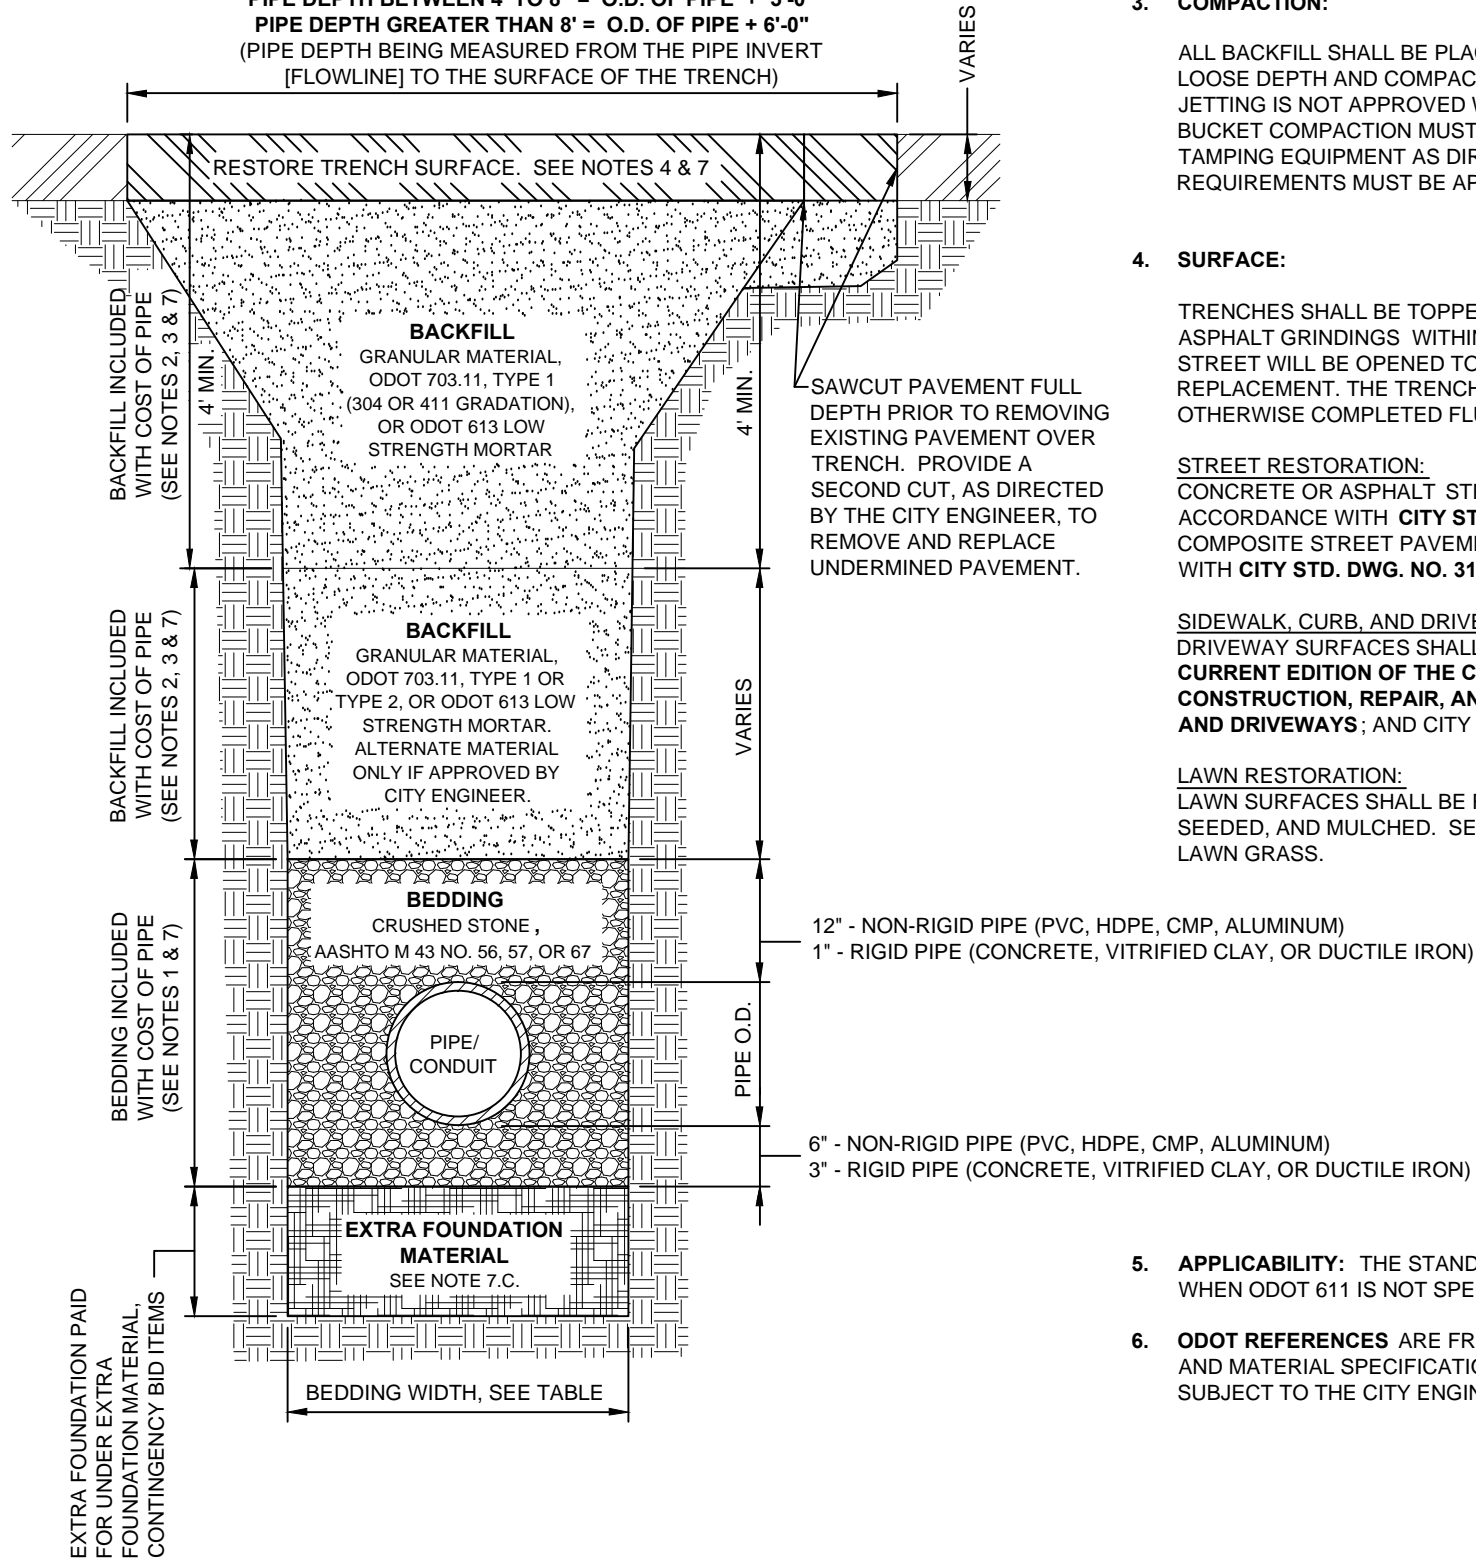 PIPE DEPTH BETWEEN 4' TO 8' = O.D. OF PIPE + 5'-0"
PIPE DEPTH GREATER THAN 8' = O.D. OF PIPE + 6'-0"
(PIPE DEPTH BEING MEASURED FROM THE PIPE INVERT
[FLOWLINE] TO THE SURFACE OF THE TRENCH)
VARIES
RESTORE TRENCH SURFACE. SEE NOTES 4 & 7
BACKFILL INCLUDED
WITH COST OF PIPE
(SEE NOTES 2, 3 & 7)
4' MIN.
BACKFILL
GRANULAR MATERIAL,
ODOT 703.11, TYPE 1
(304 OR 411 GRADATION),
OR ODOT 613 LOW
STRENGTH MORTAR
4' MIN.
SAWCUT PAVEMENT FULL
DEPTH PRIOR TO REMOVING
EXISTING PAVEMENT OVER
TRENCH. PROVIDE A
SECOND CUT, AS DIRECTED
BY THE CITY ENGINEER, TO
REMOVE AND REPLACE
UNDERMINED PAVEMENT.
BACKFILL INCLUDED
WITH COST OF PIPE
(SEE NOTES 2, 3 & 7)
BACKFILL
GRANULAR MATERIAL,
ODOT 703.11, TYPE 1 OR
TYPE 2, OR ODOT 613 LOW
STRENGTH MORTAR.
ALTERNATE MATERIAL
ONLY IF APPROVED BY
CITY ENGINEER.
VARIES
BEDDING INCLUDED
WITH COST OF PIPE
(SEE NOTES 1 & 7)
BEDDING
CRUSHED STONE ,
AASHTO M 43 NO. 56, 57, OR 67
12" - NON-RIGID PIPE (PVC, HDPE, CMP, ALUMINUM)
1" - RIGID PIPE (CONCRETE, VITRIFIED CLAY, OR DUCTILE IRON)
PIPE/
CONDUIT
PIPE O.D.
6" - NON-RIGID PIPE (PVC, HDPE, CMP, ALUMINUM)
3" - RIGID PIPE (CONCRETE, VITRIFIED CLAY, OR DUCTILE IRON)
EXTRA FOUNDATION
MATERIAL
SEE NOTE 7.C.
EXTRA FOUNDATION PAID
FOR UNDER EXTRA
FOUNDATION MATERIAL,
CONTINGENCY BID ITEMS
BEDDING WIDTH, SEE TABLE
3. COMPACTION:
ALL BACKFILL SHALL BE PLA
LOOSE DEPTH AND COMPAC
JETTING IS NOT APPROVED
BUCKET COMPACTION MUST
TAMPING EQUIPMENT AS DIR
REQUIREMENTS MUST BE AP
4. SURFACE:
TRENCHES SHALL BE TOPPE
ASPHALT GRINDINGS WITHIN
STREET WILL BE OPENED TO
REPLACEMENT. THE TRENCH
OTHERWISE COMPLETED FLU
STREET RESTORATION:
CONCRETE OR ASPHALT STR
ACCORDANCE WITH CITY ST
COMPOSITE STREET PAVEM
WITH CITY STD. DWG. NO. 31
SIDEWALK, CURB, AND DRIVE
DRIVEWAY SURFACES SHALL
CURRENT EDITION OF THE C
CONSTRUCTION, REPAIR, AN
AND DRIVEWAYS; AND CITY
LAWN RESTORATION:
LAWN SURFACES SHALL BE
SEEDED, AND MULCHED. SE
LAWN GRASS.
5. APPLICABILITY: THE STAND
WHEN ODOT 611 IS NOT SPE
6. ODOT REFERENCES ARE FR
AND MATERIAL SPECIFICATI
SUBJECT TO THE CITY ENGIN